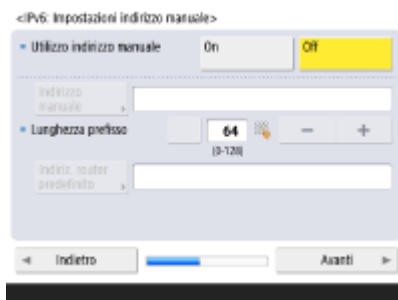 <IPv6: Impostazioni indirizzo manuale>
Utilizzo indirizzo manuale On Off
Indirizzo
manuale
Lunghezza prefisso 64 − +
(0-128)
Indiriz. router
predefinito
Indietro Avanti